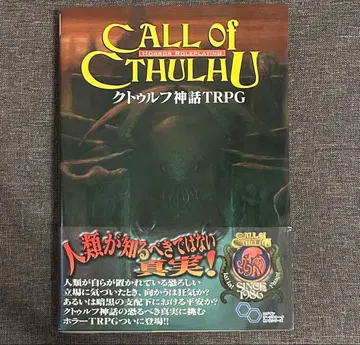 CALL of
HORROR ROLEPLAYING
CTHULHU
クトゥルフ神話TRPG
人類が知るべきではない
真実!
人類が自らが置かれている恐ろしい
立場に気づいたとき、向かうは狂気か?
あるいは暗黒の支配下における平安か?
クトゥルフ神話の恐るべき真実に挑む
ホラーTRPGついに登場!!
CALL of
CTHULHU
SINCE
1986